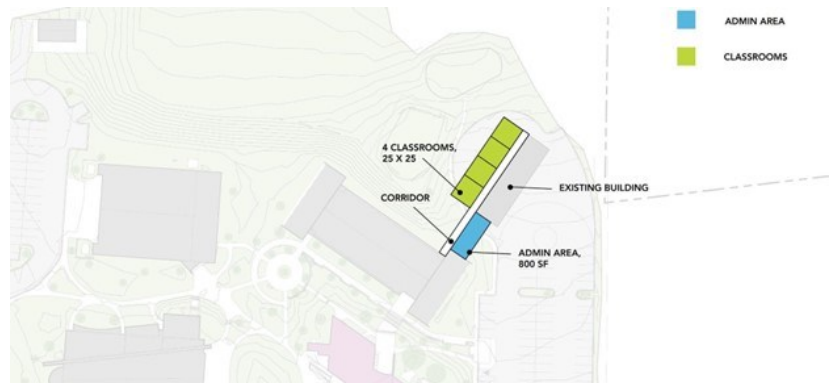 ADMIN AREA
CLASSROOMS
4 CLASSROOMS,
25 X 25
EXISTING BUILDING
CORRIDOR
ADMIN AREA,
800 SF